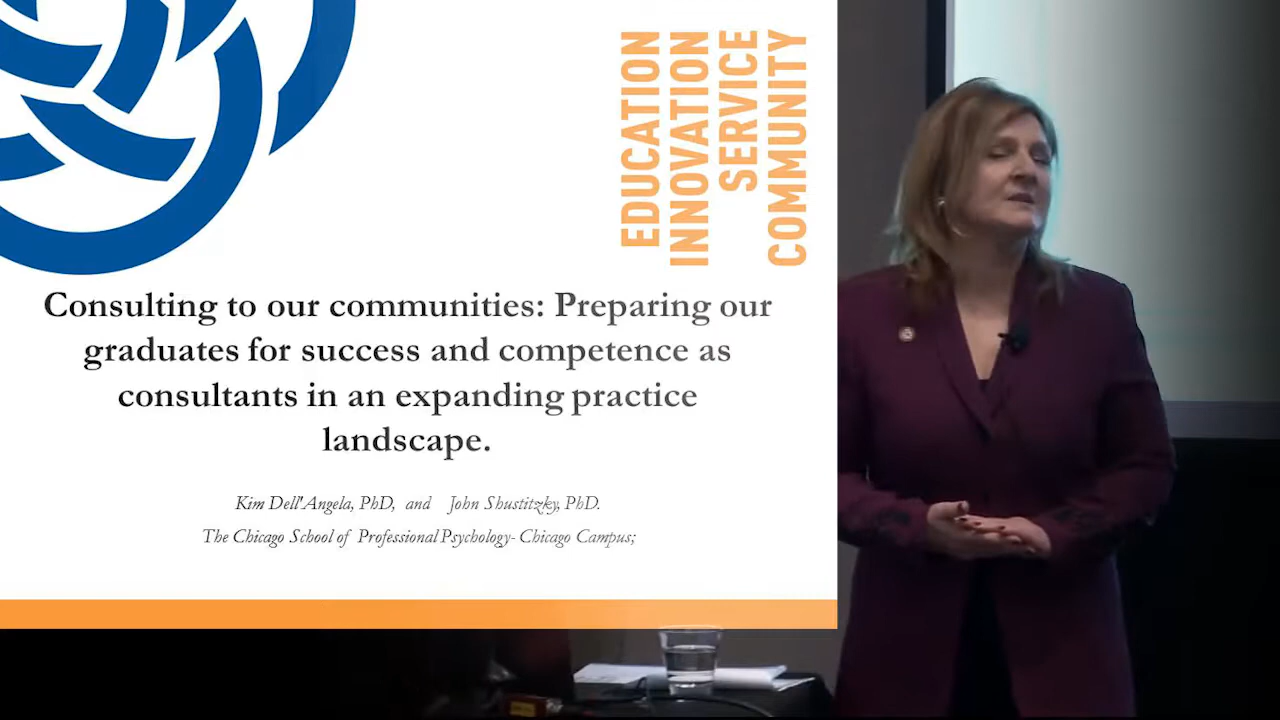 EDUCATION
INNOVATION
SERVICE
COMMUNITY
Consulting to our communities: Preparing our
graduates for success and competence as
consultants in an expanding practice
landscape.
Kim Dell'Angela, PhD, and John Shustitzky, PhD.
The Chicago School of Professional Psychology- Chicago Campus;